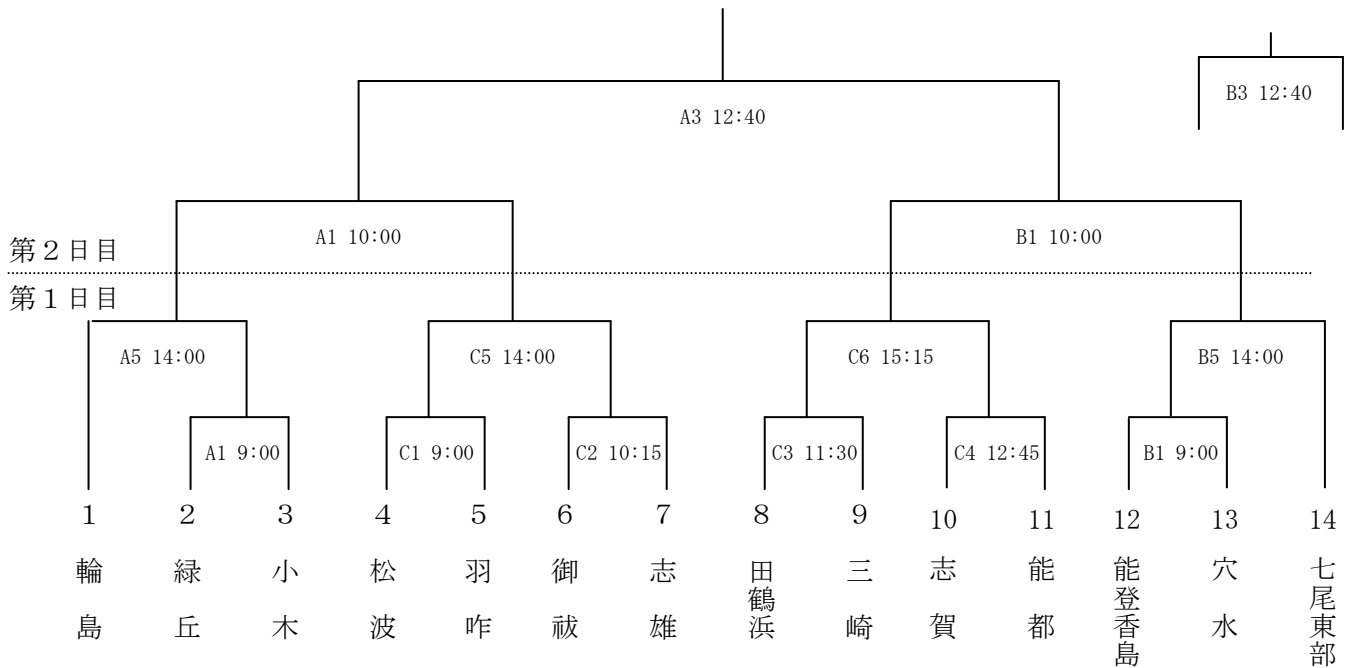 B3 12:40
A3 12:40
A1 10:00
B1 10:00
第２日目
第１日目
A5 14:00
C5 14:00
C6 15:15
B5 14:00
A1 9:00
C1 9:00
C2 10:15
C3 11:30
C4 12:45
B1 9:00
１ ２ ３ ４ ５ ６ ７ ８ ９ 10 11 12 13 14
輪島
緑丘
小木
松波
羽咋
御祓
志雄
田鶴浜
三崎
志賀
能都
能登香島
穴水
七尾東部